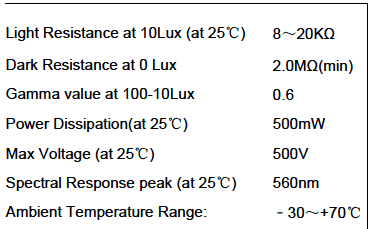 Light Resistance at 10Lux (at 25℃) 8～20KΩ
Dark Resistance at 0 Lux 2.0MΩ(min)
Gamma value at 100-10Lux 0.6
Power Dissipation(at 25℃) 500mW
Max Voltage (at 25℃) 500V
Spectral Response peak (at 25℃) 560nm
Ambient Temperature Range: - 30～+70℃